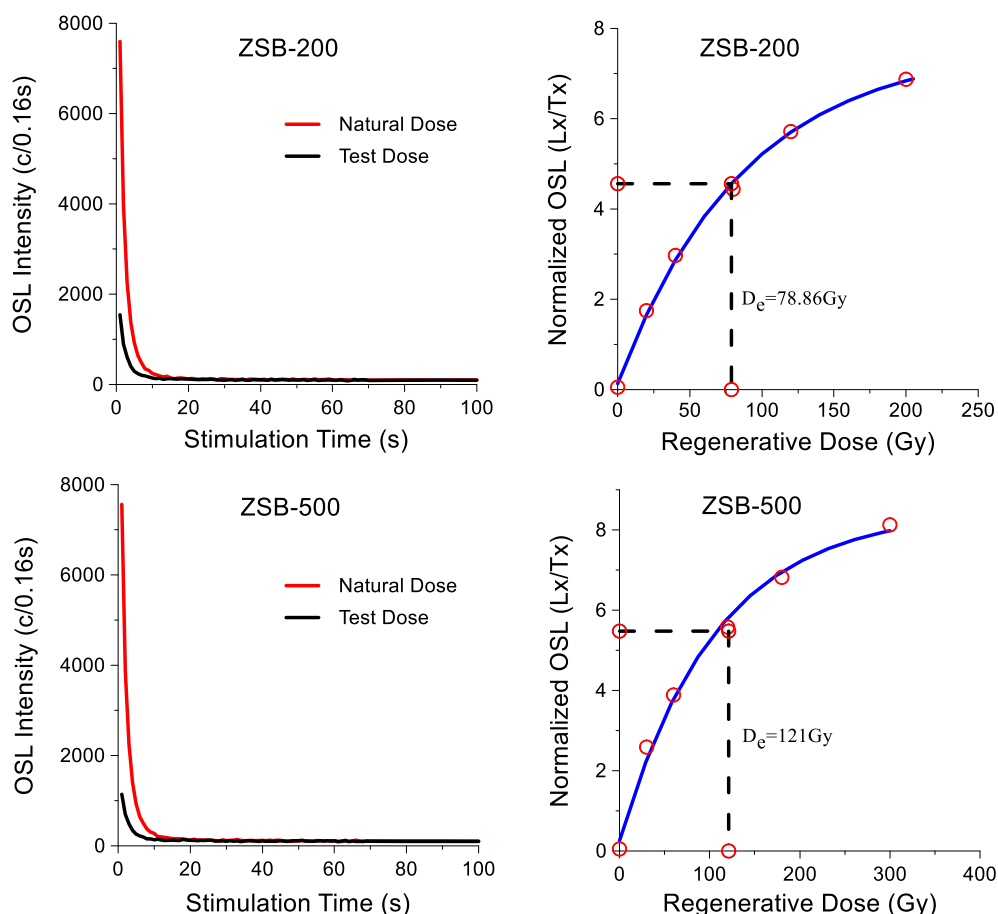 ZSB-200
OSL Intensity (c/0.16s)
8000
6000
4000
2000
0
Natural Dose
Test Dose
0 20 40 60 80 100
Stimulation Time (s)
ZSB-200
Normalized OSL (Lx/Tx)
8
6
4
2
0
De=78.86Gy
0 50 100 150 200 250
Regenerative Dose (Gy)
ZSB-500
OSL Intensity (c/0.16s)
8000
6000
4000
2000
0
Natural Dose
Test Dose
0 20 40 60 80 100
Stimulation Time (s)
ZSB-500
Normalized OSL (Lx/Tx)
8
6
4
2
0
De=121Gy
0 100 200 300 400
Regenerative Dose (Gy)